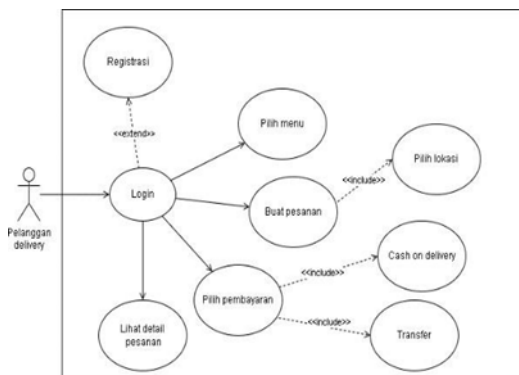 Registrasi
<<extend>>
Pilih menu
<<include>>
Pilih lokasi
Login
Buat pesanan
Pelanggan
delivery
<<include>>
Cash on delivery
Pilih pembayaran
<<include>>
Transfer
Lihat detail
pesanan